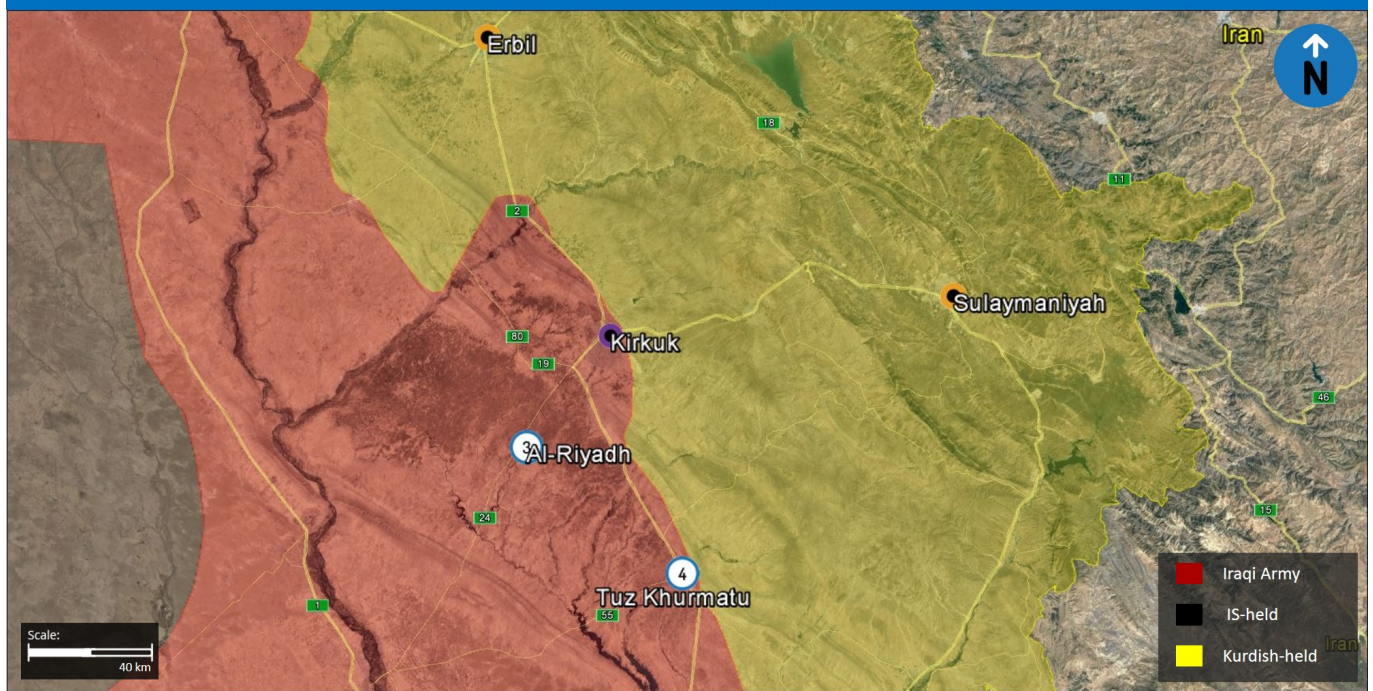 Iran
N
Erbil
18
11
2
Sulaymaniyah
80
Kirkuk
19
46
3
Al-Riyadh
24
15
4
Tuz Khurmatu
55
1
Scale:
40 km
Iraqi Army
IS-held
Iran
Kurdish-held